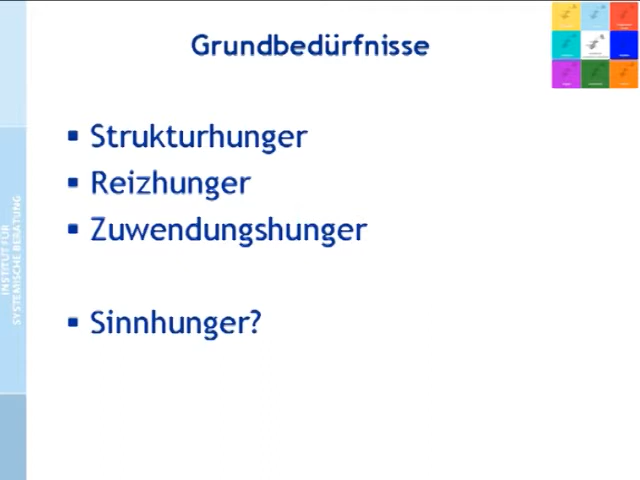 Grundbedürfnisse
▪ Strukturhunger
▪ Reizhunger
▪ Zuwendungshunger
▪ Sinnhunger?
INSTITUT FÜR
SYSTEMISCHE BERATUNG